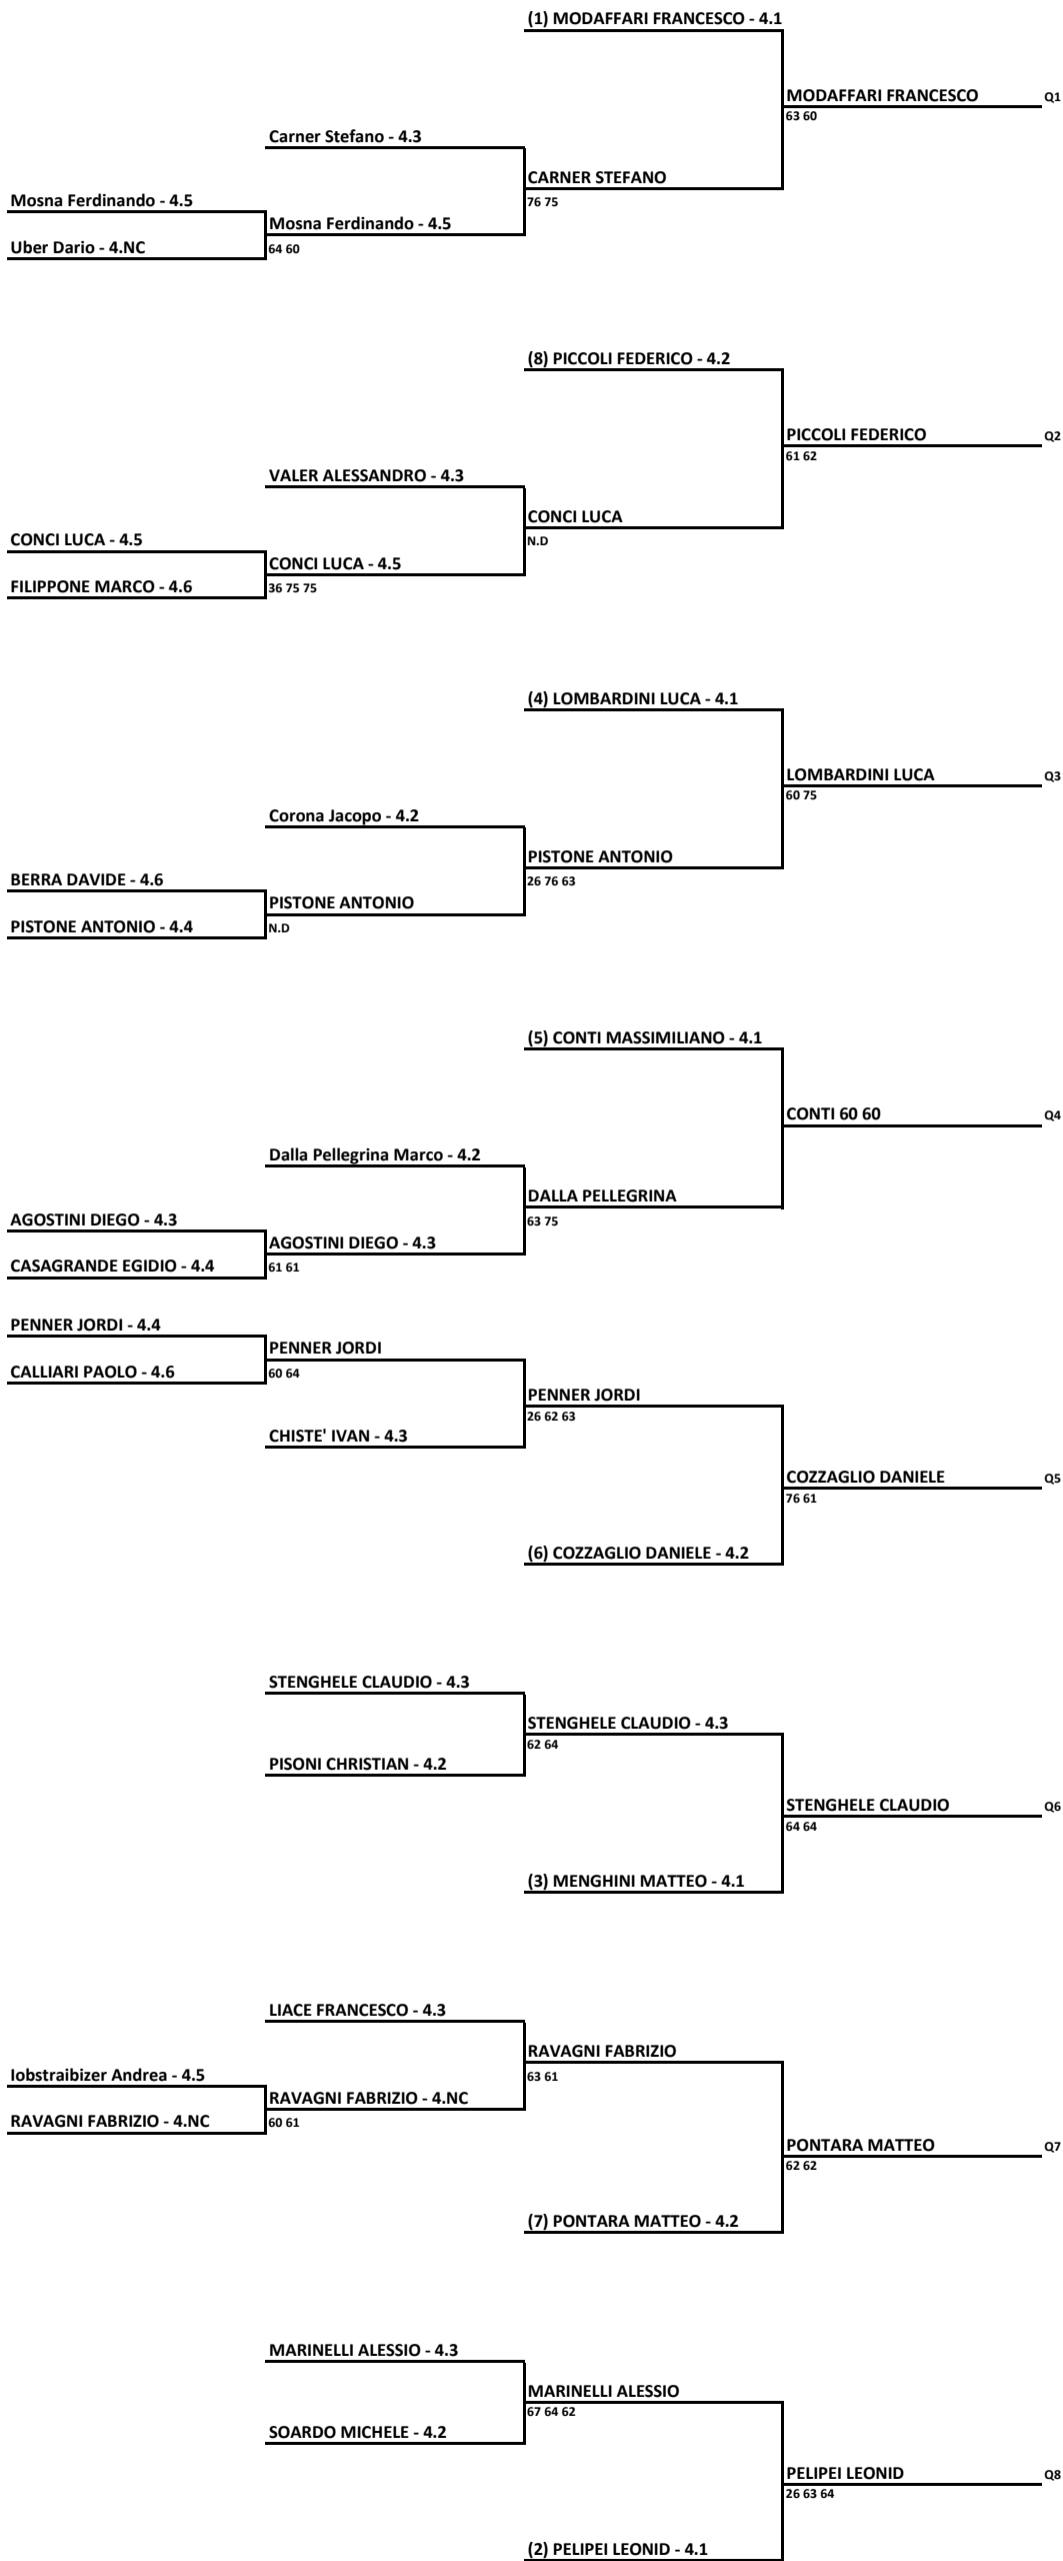 (1) MODAFFARI FRANCESCO - 4.1
MODAFFARI FRANCESCO
Q1
63 60
Carner Stefano - 4.3
CARNER STEFANO
76 75
Mosna Ferdinando - 4.5
Mosna Ferdinando - 4.5
Uber Dario - 4.NC
64 60
(8) PICCOLI FEDERICO - 4.2
PICCOLI FEDERICO
Q2
61 62
VALER ALESSANDRO - 4.3
CONCI LUCA
N.D
CONCI LUCA - 4.5
CONCI LUCA - 4.5
FILIPPONE MARCO - 4.6
36 75 75
(4) LOMBARDINI LUCA - 4.1
LOMBARDINI LUCA
Q3
60 75
Corona Jacopo - 4.2
PISTONE ANTONIO
26 76 63
BERRA DAVIDE - 4.6
PISTONE ANTONIO
PISTONE ANTONIO - 4.4
N.D
(5) CONTI MASSIMILIANO - 4.1
CONTI 60 60
Q4
Dalla Pellegrina Marco - 4.2
DALLA PELLEGRINA
63 75
AGOSTINI DIEGO - 4.3
AGOSTINI DIEGO - 4.3
CASAGRANDE EGIDIO - 4.4
61 61
PENNER JORDI - 4.4
PENNER JORDI
CALLIARI PAOLO - 4.6
60 64
PENNER JORDI
26 62 63
CHISTE' IVAN - 4.3
COZZAGLIO DANIELE
Q5
76 61
(6) COZZAGLIO DANIELE - 4.2
STENGHELE CLAUDIO - 4.3
STENGHELE CLAUDIO - 4.3
62 64
PISONI CHRISTIAN - 4.2
STENGHELE CLAUDIO
Q6
64 64
(3) MENGHINI MATTEO - 4.1
LIACE FRANCESCO - 4.3
RAVAGNI FABRIZIO
63 61
Iobstraibizer Andrea - 4.5
RAVAGNI FABRIZIO - 4.NC
RAVAGNI FABRIZIO - 4.NC
60 61
PONTARA MATTEO
Q7
62 62
(7) PONTARA MATTEO - 4.2
MARINELLI ALESSIO - 4.3
MARINELLI ALESSIO
67 64 62
SOARDO MICHELE - 4.2
PELIPEI LEONID
Q8
26 63 64
(2) PELIPEI LEONID - 4.1